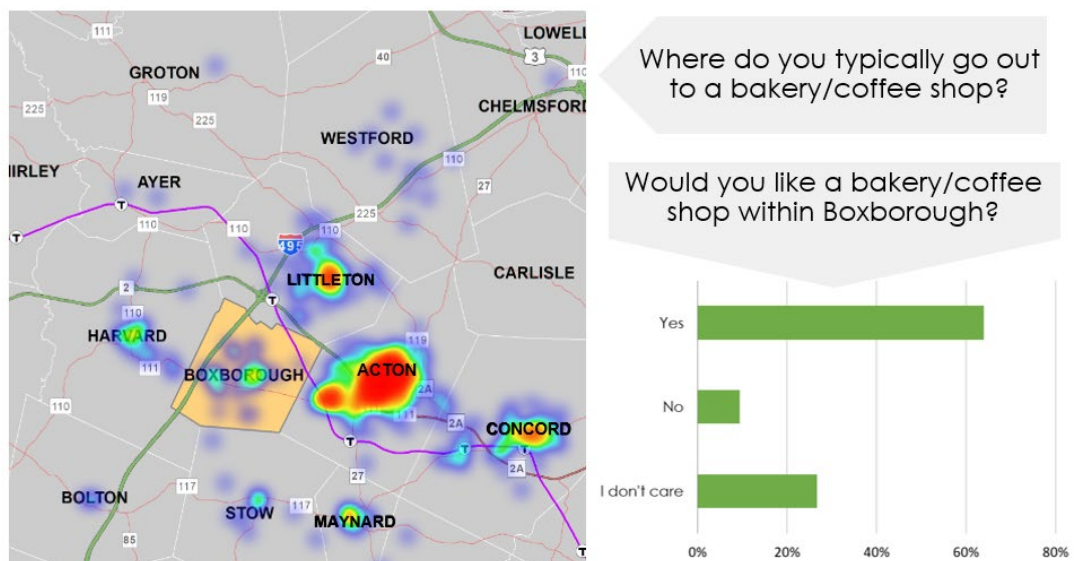 LOWELL
111
3
40
GROTON
110
119
CHELMSFORD
225
225
WESTFORD
HIRLEY
110
AYER
27
T
225
110
110
110
T
495
CARLISLE
LITTLETON
2
T
110
HARVARD
119
111
BOXBOROUGH
ACTON
2A
110
111
2A
CONCORD
T
T
T
2A
27
BOLTON
117
STOW
117
MAYNARD
85
T
Where do you typically go out
to a bakery/coffee shop?
Would you like a bakery/coffee
shop within Boxborough?
Yes
No
I don't care
0%
20%
40%
60%
80%